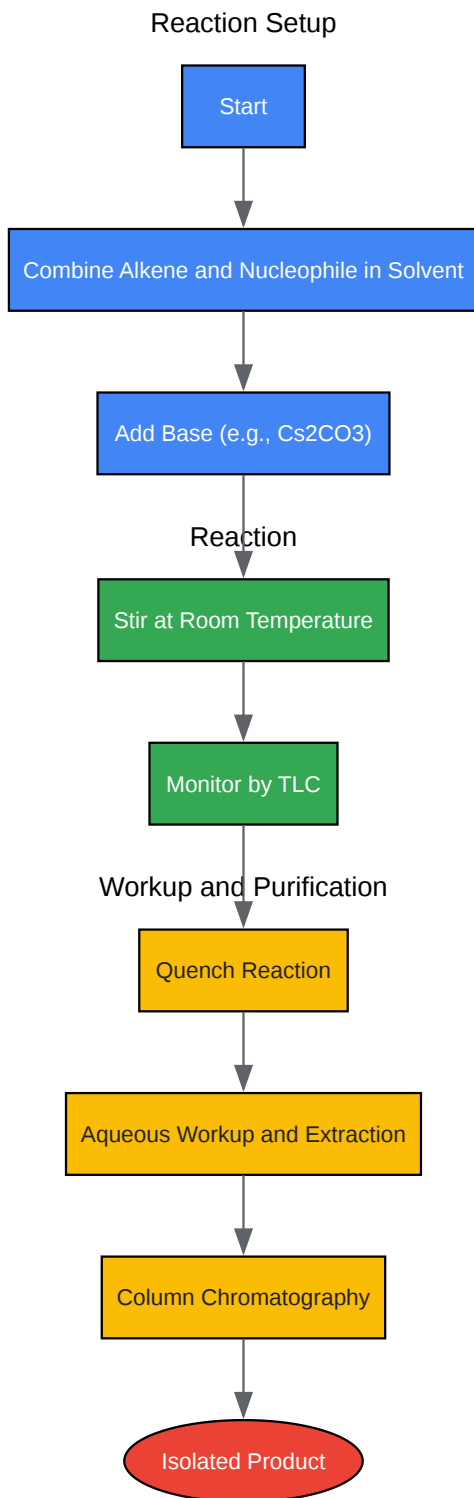 Reaction Setup
Start
Combine Alkene and Nucleophile in Solvent
Add Base (e.g., Cs2CO3)
Reaction
Stir at Room Temperature
Monitor by TLC
Workup and Purification
Quench Reaction
Aqueous Workup and Extraction
Column Chromatography
Isolated Product